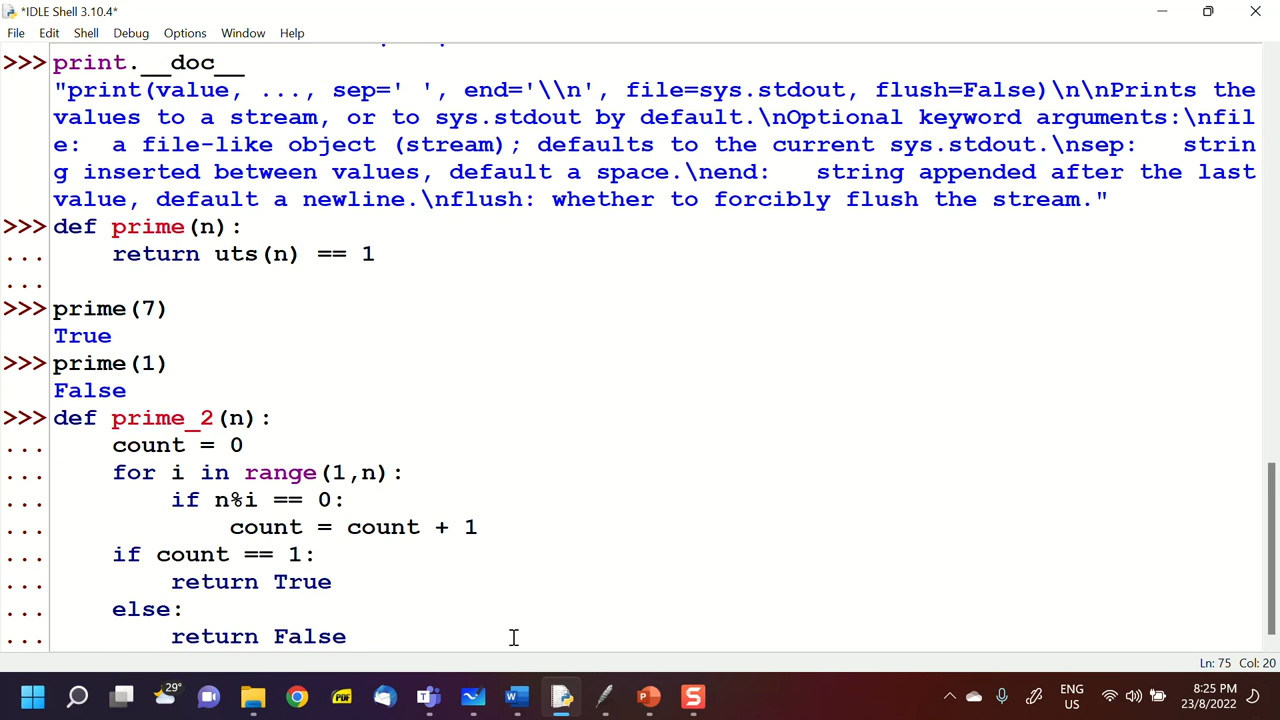 *IDLE Shell 3.10.4*
File Edit Shell Debug Options Window Help
>>> print.__doc__
"print(value, ..., sep=' ', end='\\n', file=sys.stdout, flush=False)\n\nPrints the
values to a stream, or to sys.stdout by default.\nOptional keyword arguments:\nfil
e:  a file-like object (stream); defaults to the current sys.stdout.\nsep:   strin
g inserted between values, default a space.\nend:   string appended after the last
value, default a newline.\nflush: whether to forcibly flush the stream."
>>> def prime(n):
...     return uts(n) == 1
...
>>> prime(7)
True
>>> prime(1)
False
>>> def prime_2(n):
...     count = 0
...     for i in range(1,n):
...         if n%i == 0:
...             count = count + 1
...     if count == 1:
...         return True
...     else:
...         return False
Ln: 75 Col: 20
29°
PDF
W
P
S
ENG
US
8:25 PM
23/8/2022